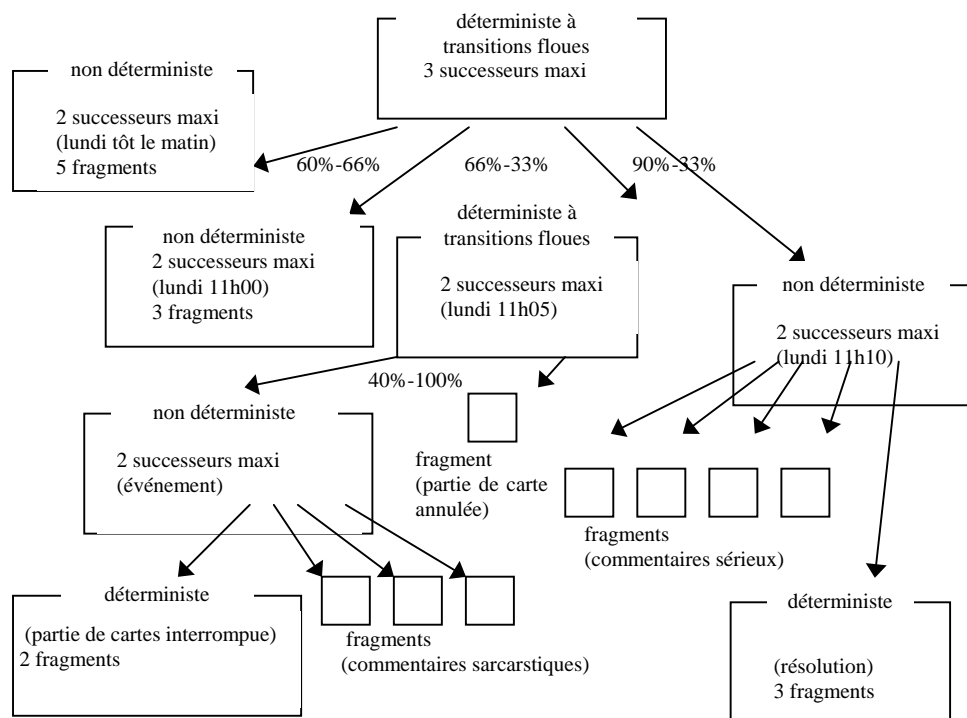 déterministe à
transitions floues
3 successeurs maxi
non déterministe
2 successeurs maxi
(lundi tôt le matin)
5 fragments
60%-66%
66%-33%
90%-33%
non déterministe
2 successeurs maxi
(lundi 11h00)
3 fragments
déterministe à
transitions floues
2 successeurs maxi
(lundi 11h05)
non déterministe
2 successeurs maxi
(lundi 11h10)
40%-100%
non déterministe
2 successeurs maxi
(événement)
fragment
(partie de carte
annulée)
fragments
(commentaires sérieux)
déterministe
(partie de cartes interrompue)
2 fragments
fragments
(commentaires sarcarstiques)
déterministe
(résolution)
3 fragments